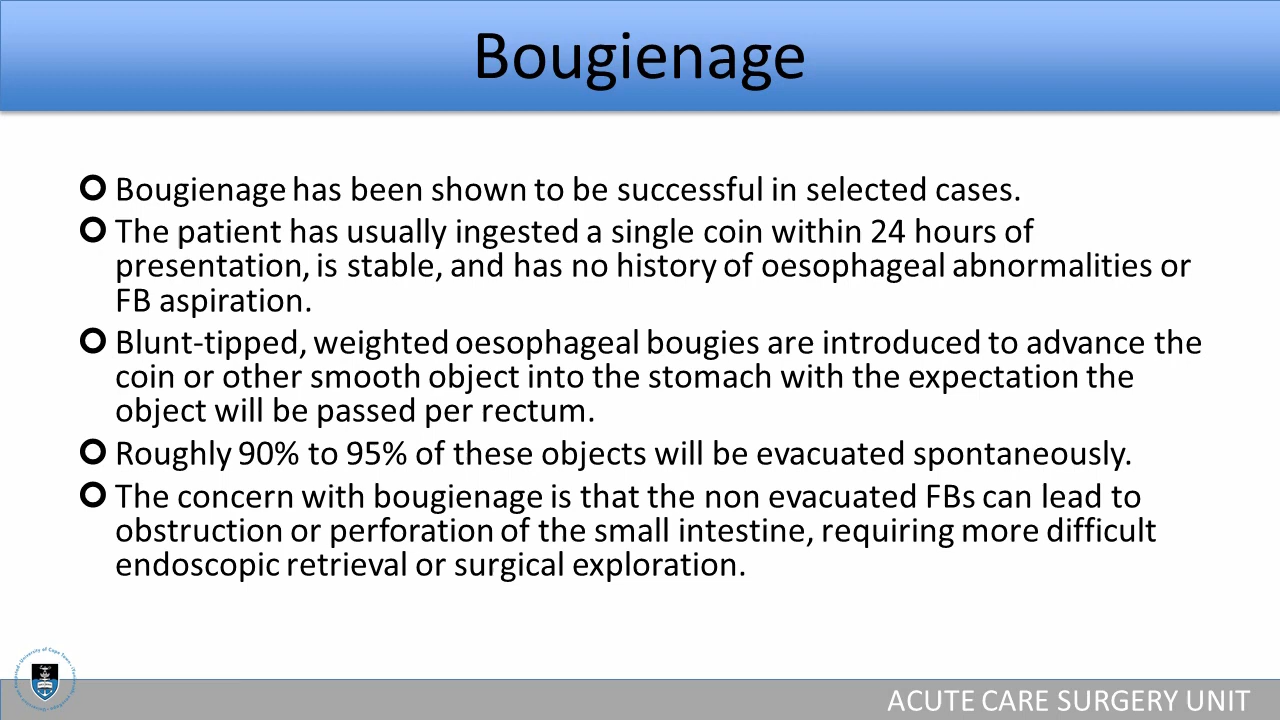 Bougienage
Bougienage has been shown to be successful in selected cases.
The patient has usually ingested a single coin within 24 hours of
presentation, is stable, and has no history of oesophageal abnormalities or
FB aspiration.
Blunt-tipped, weighted oesophageal bougies are introduced to advance the
coin or other smooth object into the stomach with the expectation the
object will be passed per rectum.
Roughly 90% to 95% of these objects will be evacuated spontaneously.
The concern with bougienage is that the non evacuated FBs can lead to
obstruction or perforation of the small intestine, requiring more difficult
endoscopic retrieval or surgical exploration.
University of Cape Town
ACUTE CARE SURGERY UNIT